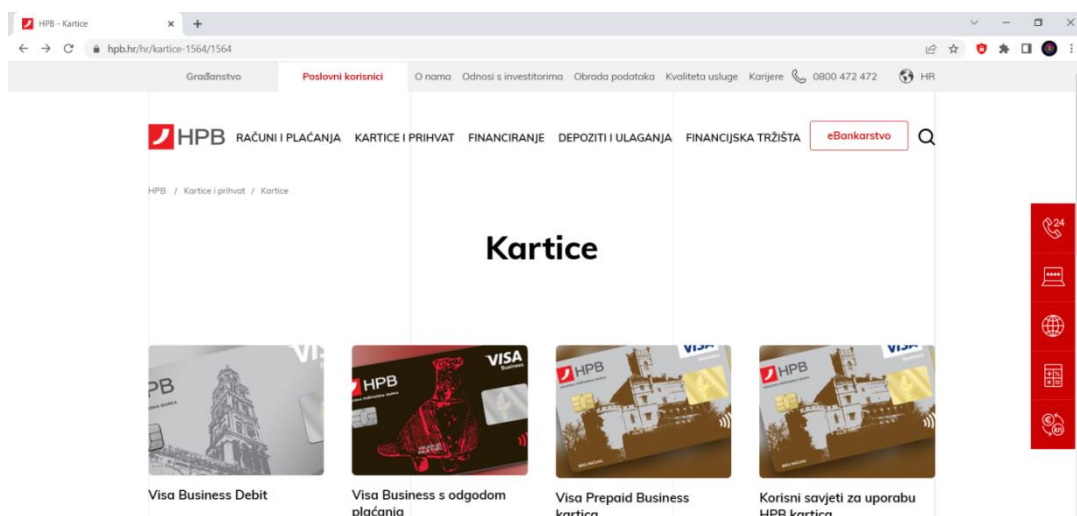 HPB - Kartice
hpb.hr/hr/kartice-1564/1564
Građanstvo Poslovni korisnici O nama Odnosi s investitorima Obrada podataka Kvaliteta usluge Karijere 0800 472 472 HR
HPB RAČUNI I PLAĆANJA KARTICE I PRIHVAT FINANCIRANJE DEPOZITI I ULAGANJA FINANCIJSKA TRŽIŠTA eBankarstvo
HPB / Kartice i prihvat / Kartice
24
Kartice
VISA
Business
HPB
HPB
HPB
€ kn
Visa Business Debit
Visa Business s odgodom
plaćanja
Visa Prepaid Business
kartica
Korisni savjeti za uporabu
HPB kartica